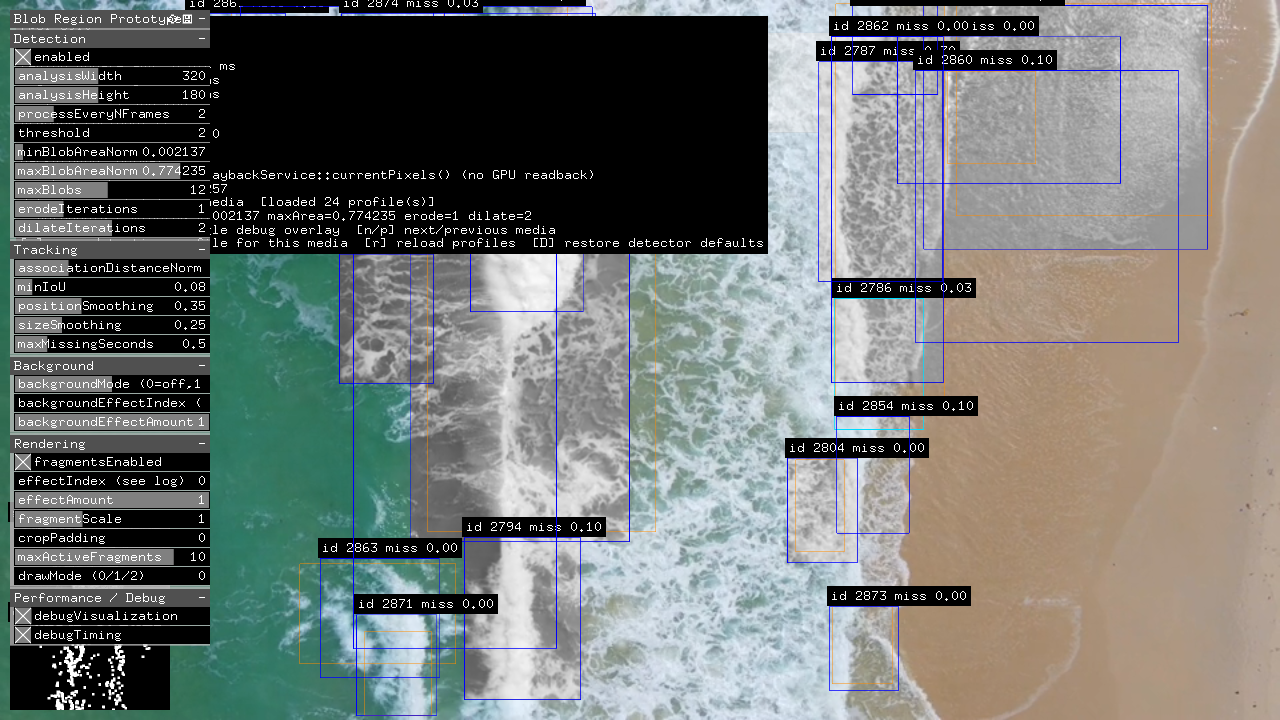 id 2874 miss 0.03
Blob Region Prototype
Detection
enabled
analysisWidth 320
analysisHeight 180
processEveryNFrames 2
threshold 2
minBlobAreaNorm 0.002137
maxBlobAreaNorm 0.774235
maxBlobs 12
erodeIterations 1
dilateIterations 2
Tracking
associationDistanceNorm
minIoU 0.08
positionSmoothing 0.35
sizeSmoothing 0.25
maxMissingSeconds 0.5
Background
backgroundMode (0=off,1
backgroundEffectIndex (
backgroundEffec
Rendering
fragmentsEnabled
effectIndex (see log) 0
effectAmount 1
fragmentScale 1
cropPadding 0
maxActiveFragments 10
drawMode 0
Performance / Debug
debugVisualization
debugTiming
ms
aybackService::currentPixels() (no GPU readback)
57
edia [loaded 24 profile(s)]
002137 maxArea=0.774235 erode=1 dilate=2
le debug overlay [n/p] next/previous media
le for this media [r] reload profiles [D] restore detector defaults
id 2862 miss 0.00
iss 0.00
id 2787 miss
id 2860 miss 0.10
id 2786 miss 0.03
id 2854 miss 0.10
id 2804 miss 0.00
id 2794 miss 0.10
id 2863 miss 0.00
id 2871 miss 0.00
id 2873 miss 0.00